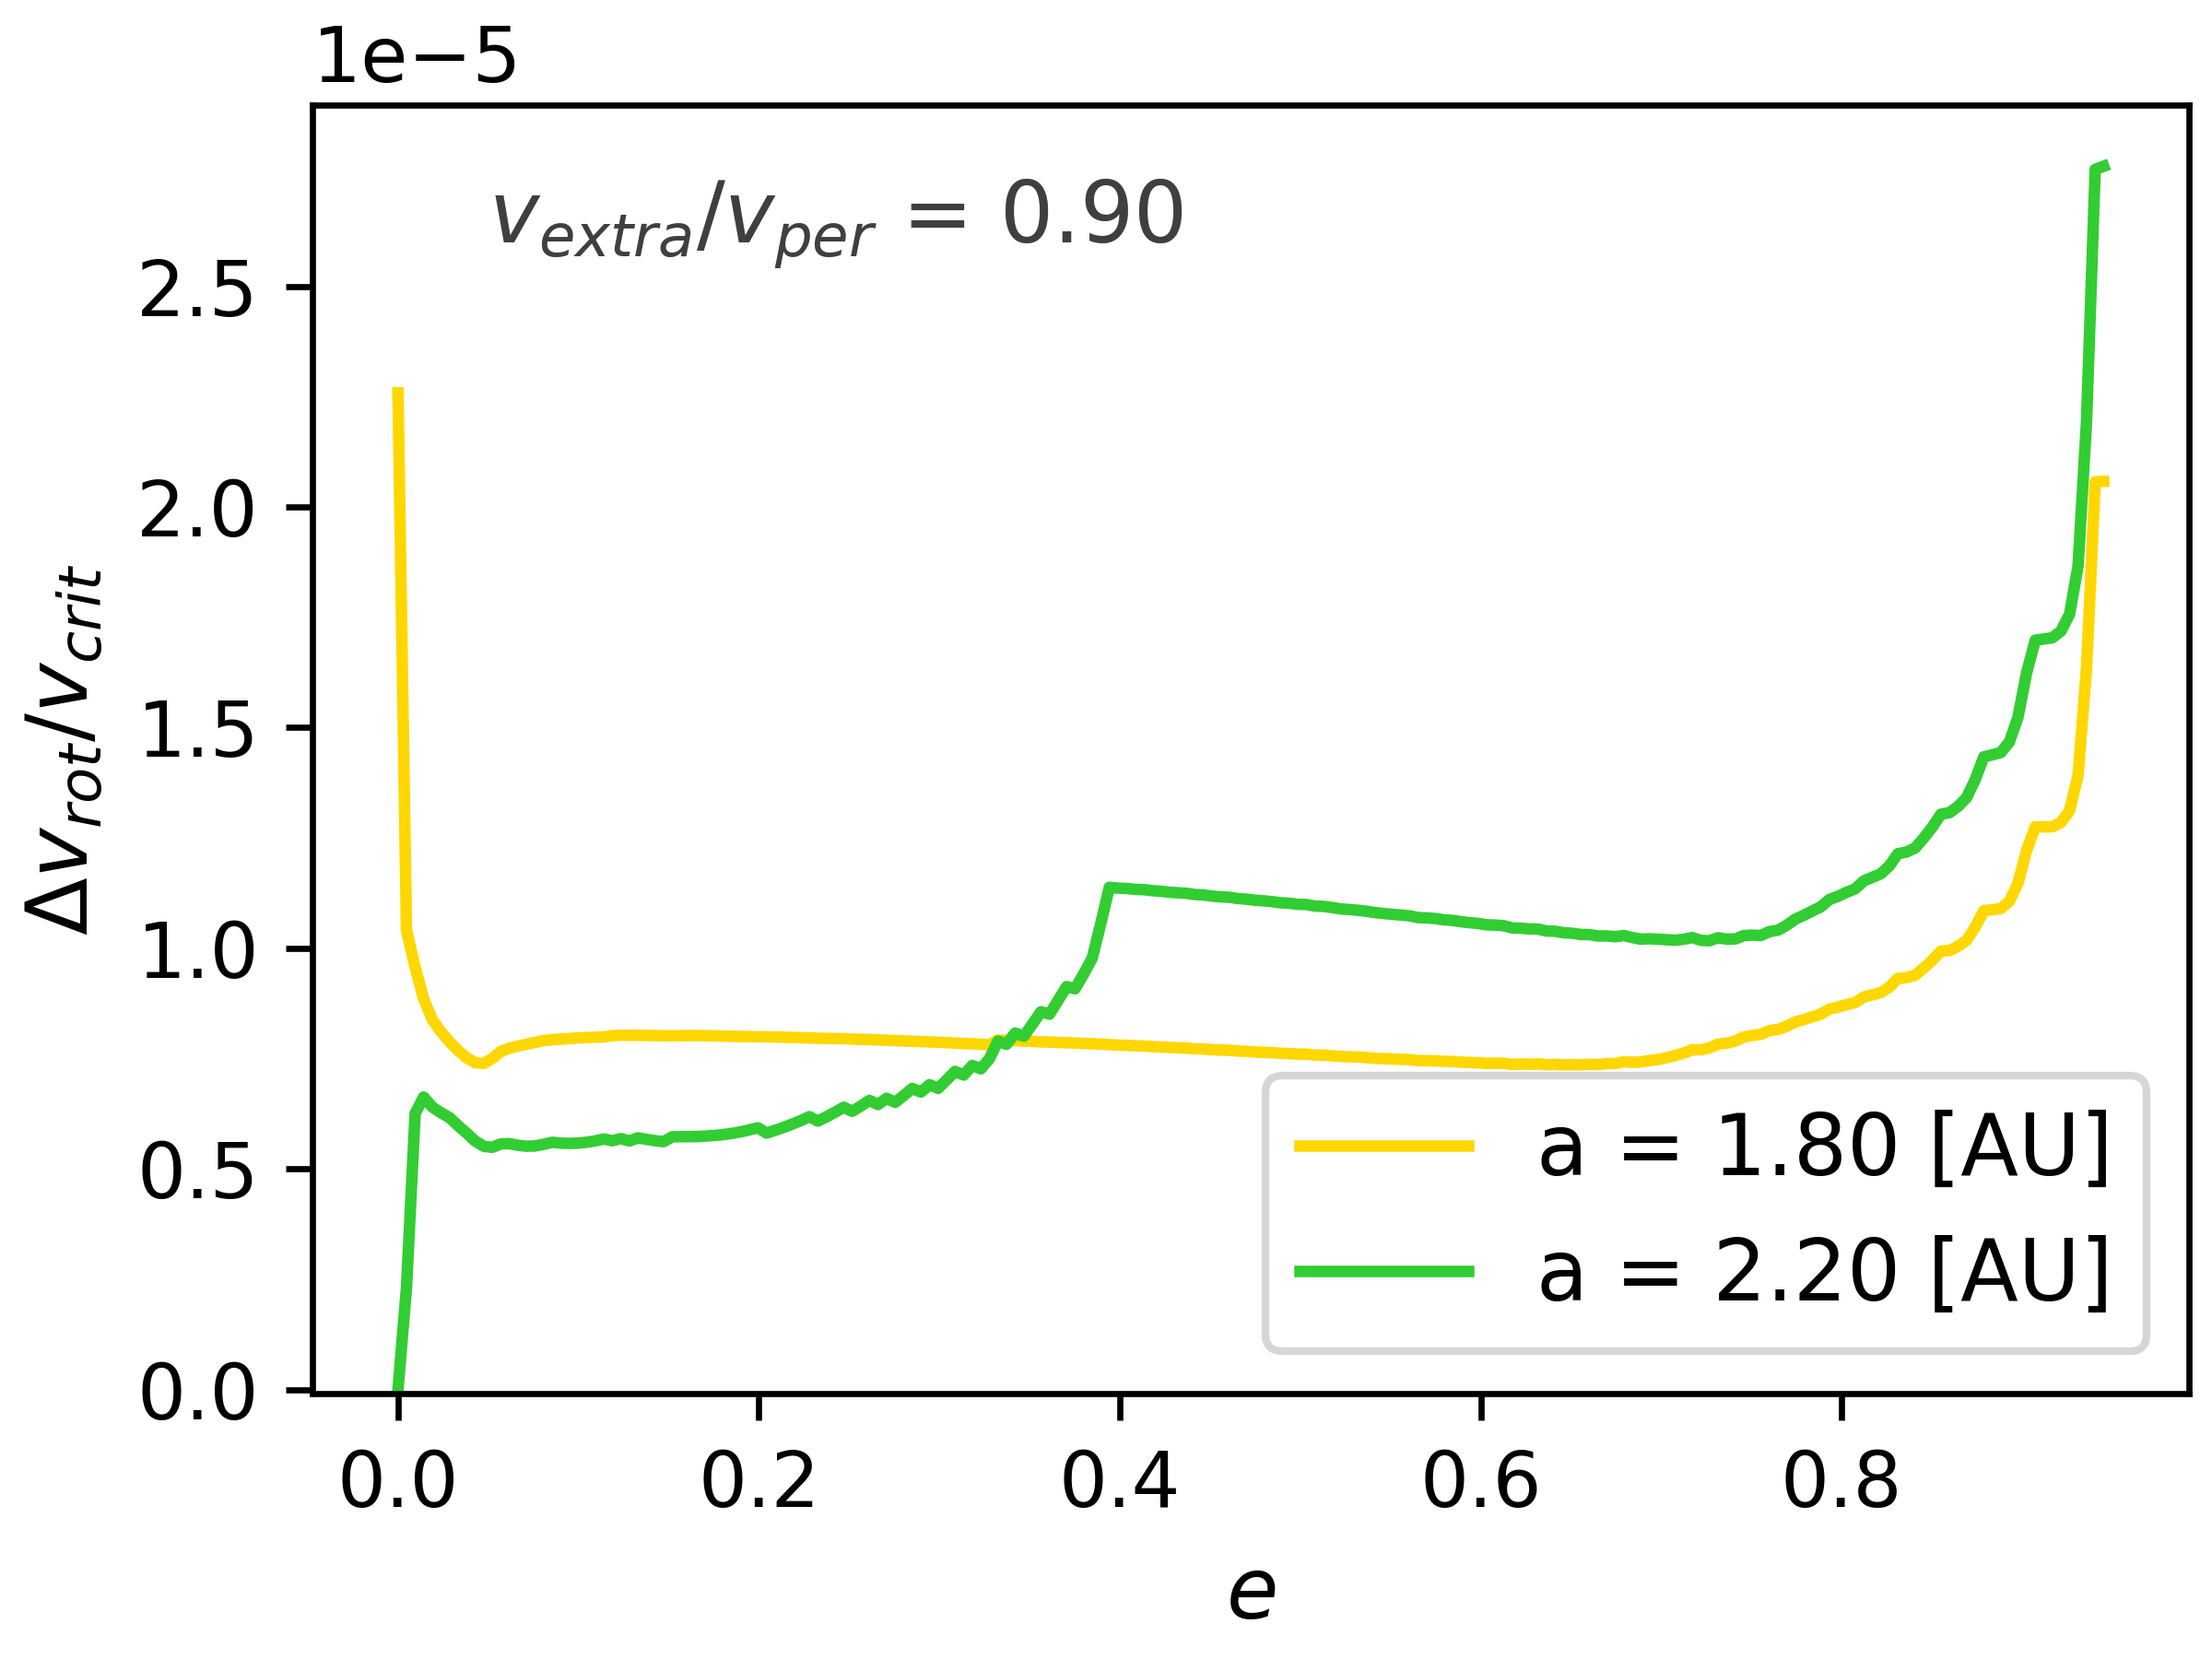 1e−5
v_extra/v_per = 0.90
Δv_rot/v_crit
2.5
2.0
1.5
1.0
0.5
0.0
a = 1.80 [AU]
a = 2.20 [AU]
0.0 0.2 0.4 0.6 0.8
e